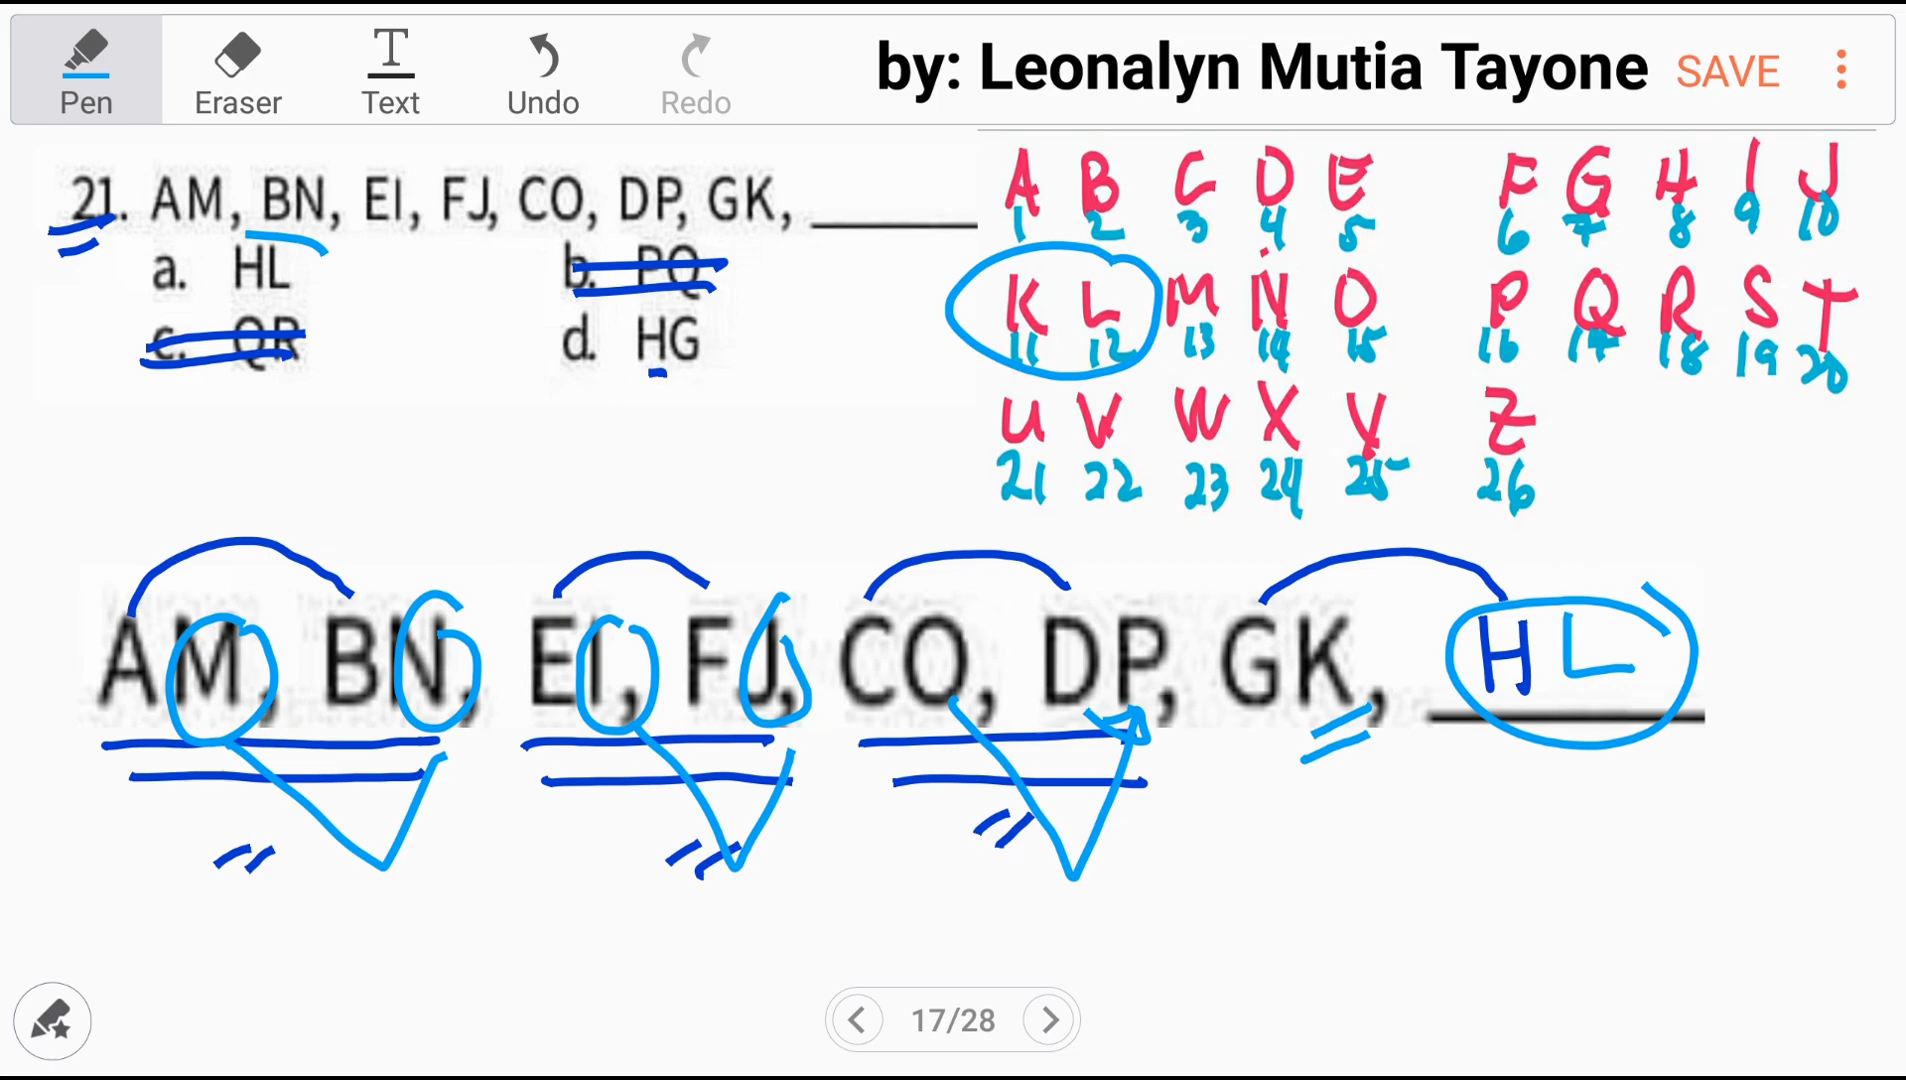 Pen Eraser Text Undo Redo by: Leonalyn Mutia Tayone SAVE
21. AM, BN, EI, FJ, CO, DP, GK, ________
a. HL b. PQ
c. QR d. HG
A B C D E F G H I J
1 2 3 4 5 6 7 8 9 10
K L M N O P Q R S T
11 12 13 14 15 16 17 18 19 20
U V W X Y Z
21 22 23 24 25 26
AM, BN, EI, FJ, CO, DP, GK, HL
17/28